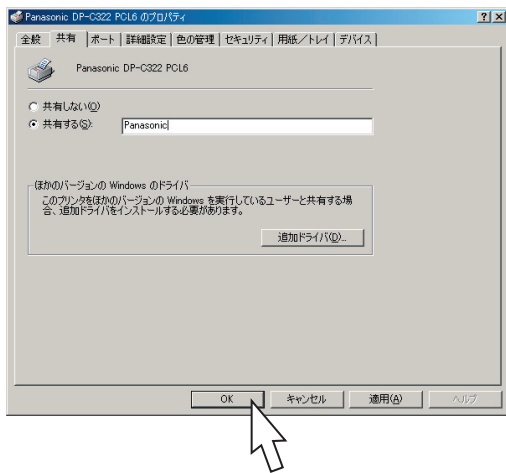 Panasonic DP-C322 PCL6 のプロパティ
全般 共有 ポート 詳細設定 色の管理 セキュリティ 用紙／トレイ デバイス
Panasonic DP-C322 PCL6
共有しない(O)
共有する(S): Panasonic
ほかのバージョンの Windows のドライバ
このプリンタをほかのバージョンの Windows を実行しているユーザーと共有する場
合、追加ドライバをインストールする必要があります。
追加ドライバ(D)...
OK キャンセル 適用(A) ヘルプ